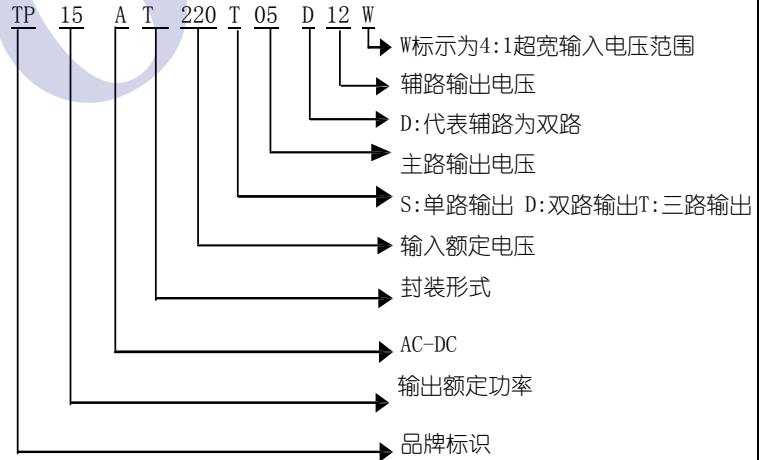 TP 15 A T 220 T 05 D 12 W
W标示为4:1超宽输入电压范围
辅路输出电压
D:代表辅路为双路
主路输出电压
S:单路输出 D:双路输出T:三路输出
输入额定电压
封装形式
AC-DC
输出额定功率
品牌标识